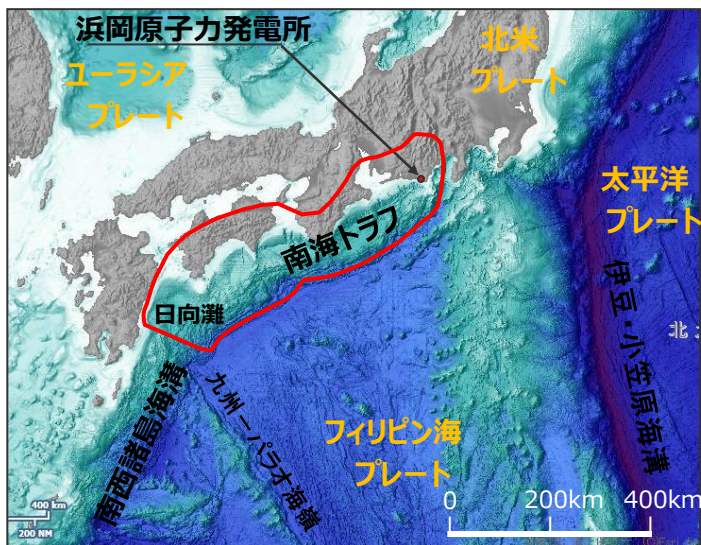 浜岡原子力発電所
北米
プレート
ユーラシア
プレート
太平洋
プレート
南海トラフ
日向灘
伊豆・小笠原海溝
北
南西諸島海溝
九州－パラオ海嶺
フィリピン海
プレート
0 200km 400km
400 km
200 NM